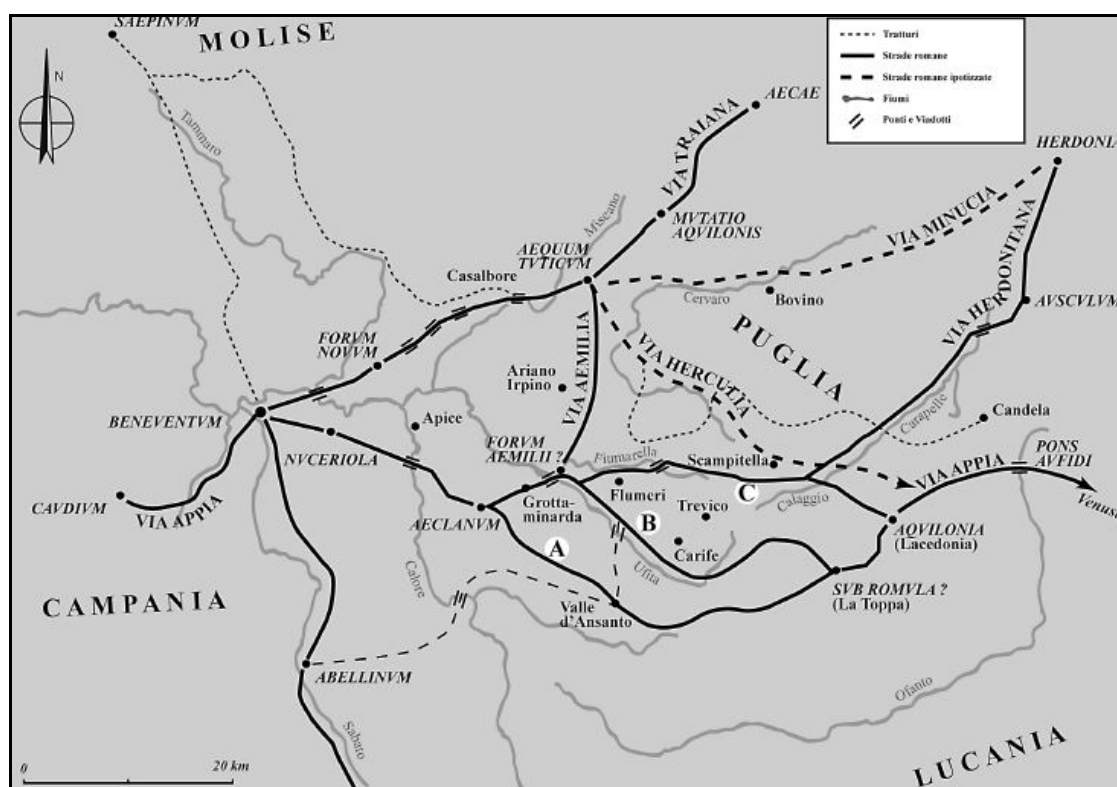 SAEPINVM
MOLISE
Tratturi
Strade romane
Strade romane ipotizzate
Fiumi
Ponti e Viadotti
N
Tammaro
AECAE
VIA TRAIANA
HERDONIA
MVTATIO
AQVILONIS
Miscano
VIA MINUCIA
AEQUUM
TVTICVM
Casalbore
Cervaro
Bovino
VIA HERDONITANA
AVSCVLVM
FORVM
NOVVM
PUGLIA
VIA HERCULIA
VIA AEMILIA
Ariano
Irpino
BENEVENTVM
Apice
Carapelle
Candela
NVCERIOLA
FORVM
AEMILII ?
Fiumarella
Scampitella
PONS
AVFIDI
VIA APPIA
Venusia
CAVDIVM
VIA APPIA
Grotta-
minarda
Flumeri
C
Trevico
Calaggio
AECLANVM
B
AQVILONIA
(Lacedonia)
A
Carife
Ufita
SVB ROMVLA ?
(La Toppa)
CAMPANIA
Calore
Valle
d'Ansanto
ABELLINVM
Ofanto
Sabato
LUCANIA
0
20 km